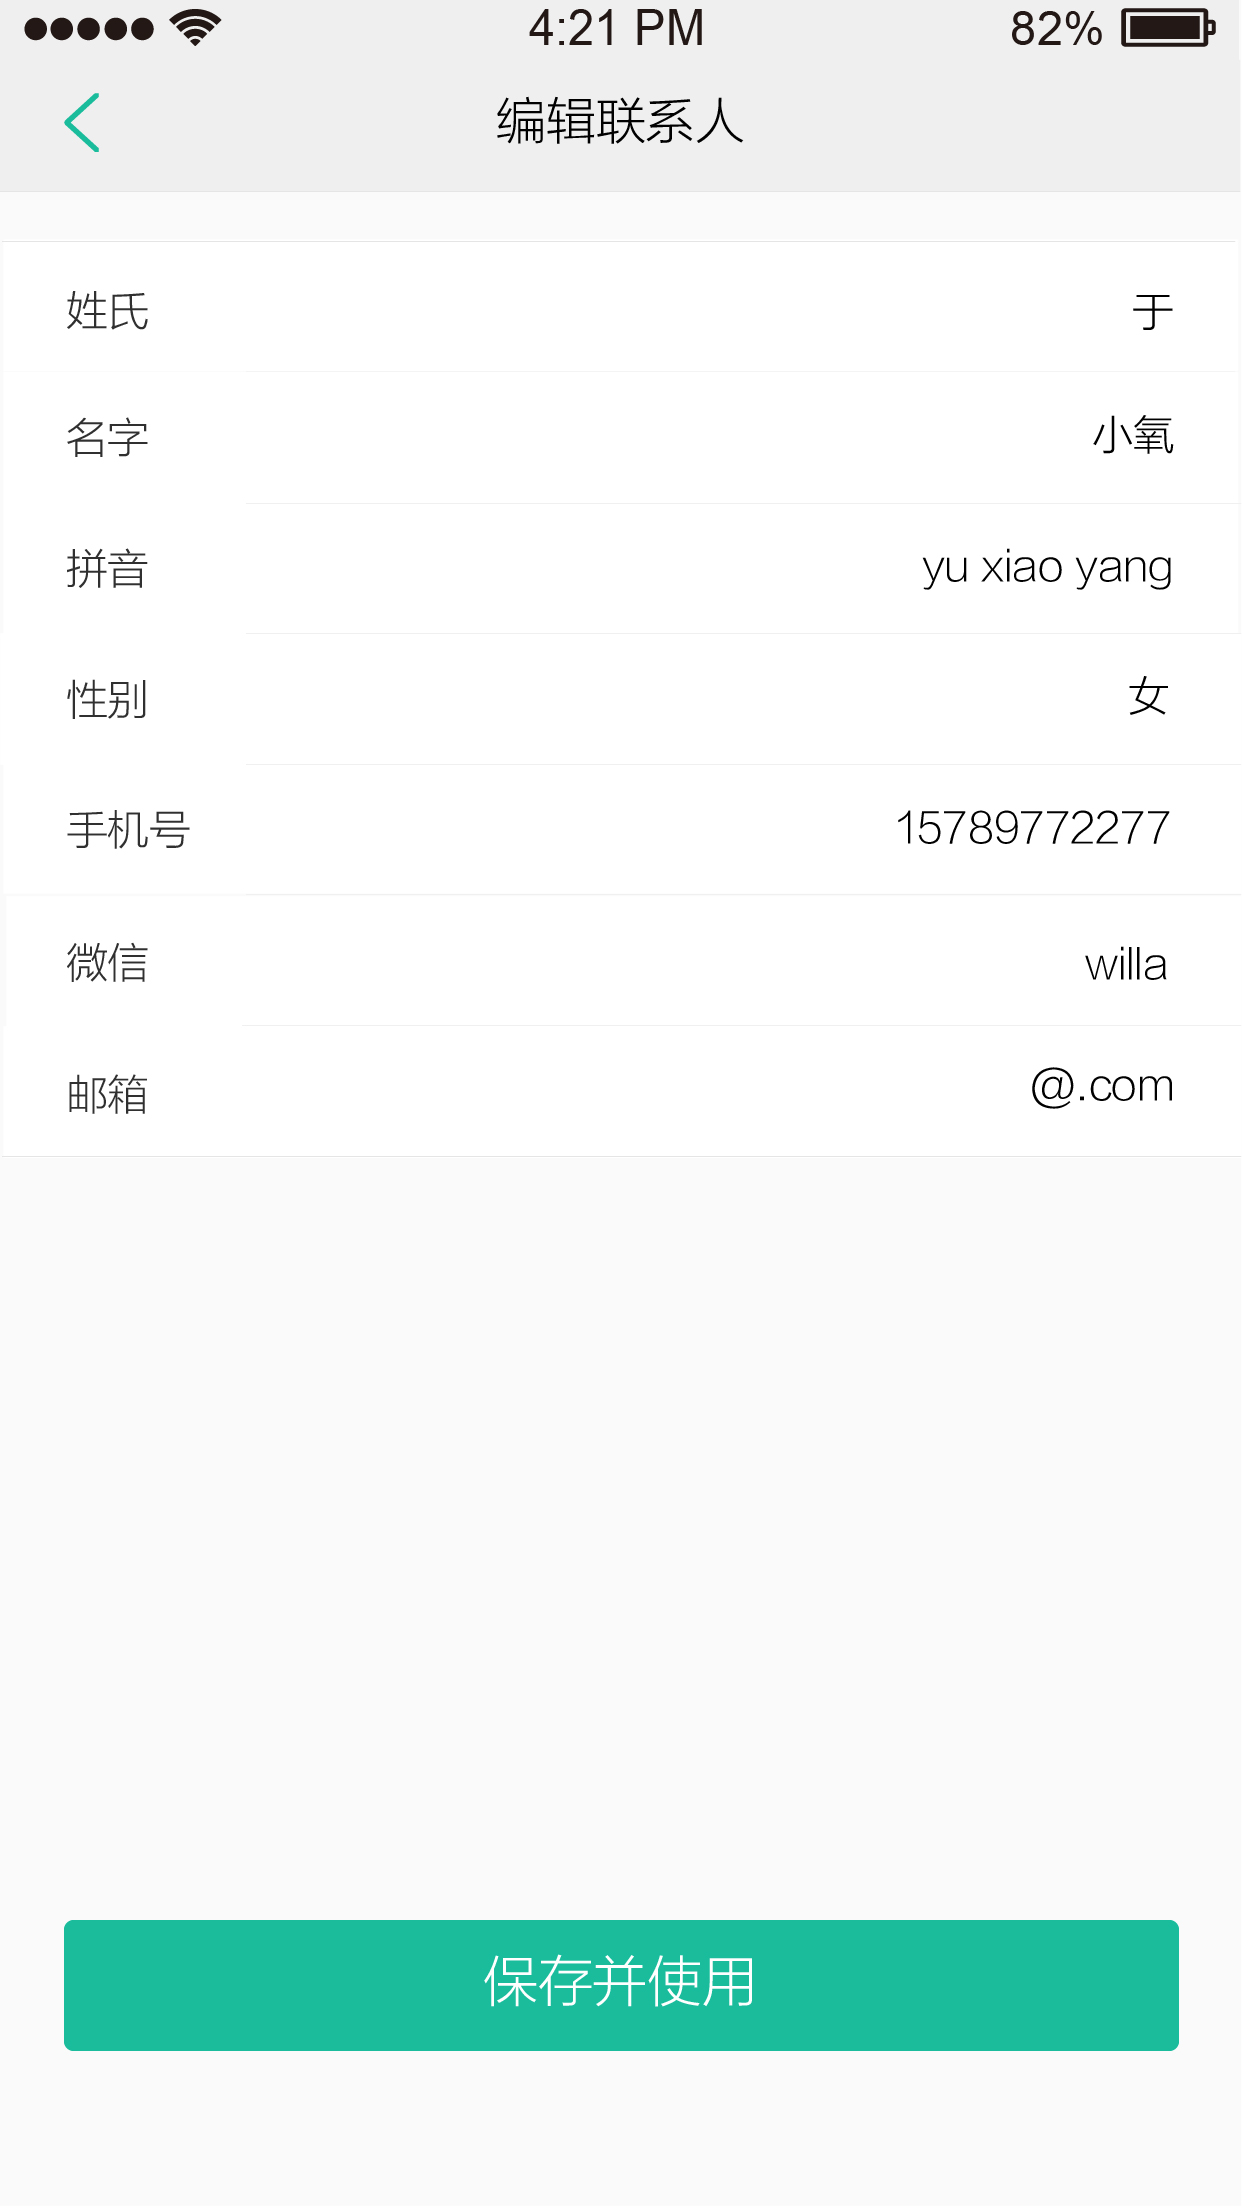 4:21 PM 82%
编辑联系人
姓氏 于
名字 小氧
拼音 yu xiao yang
性别 女
手机号 15789772277
微信 willa
邮箱 @.com
保存并使用